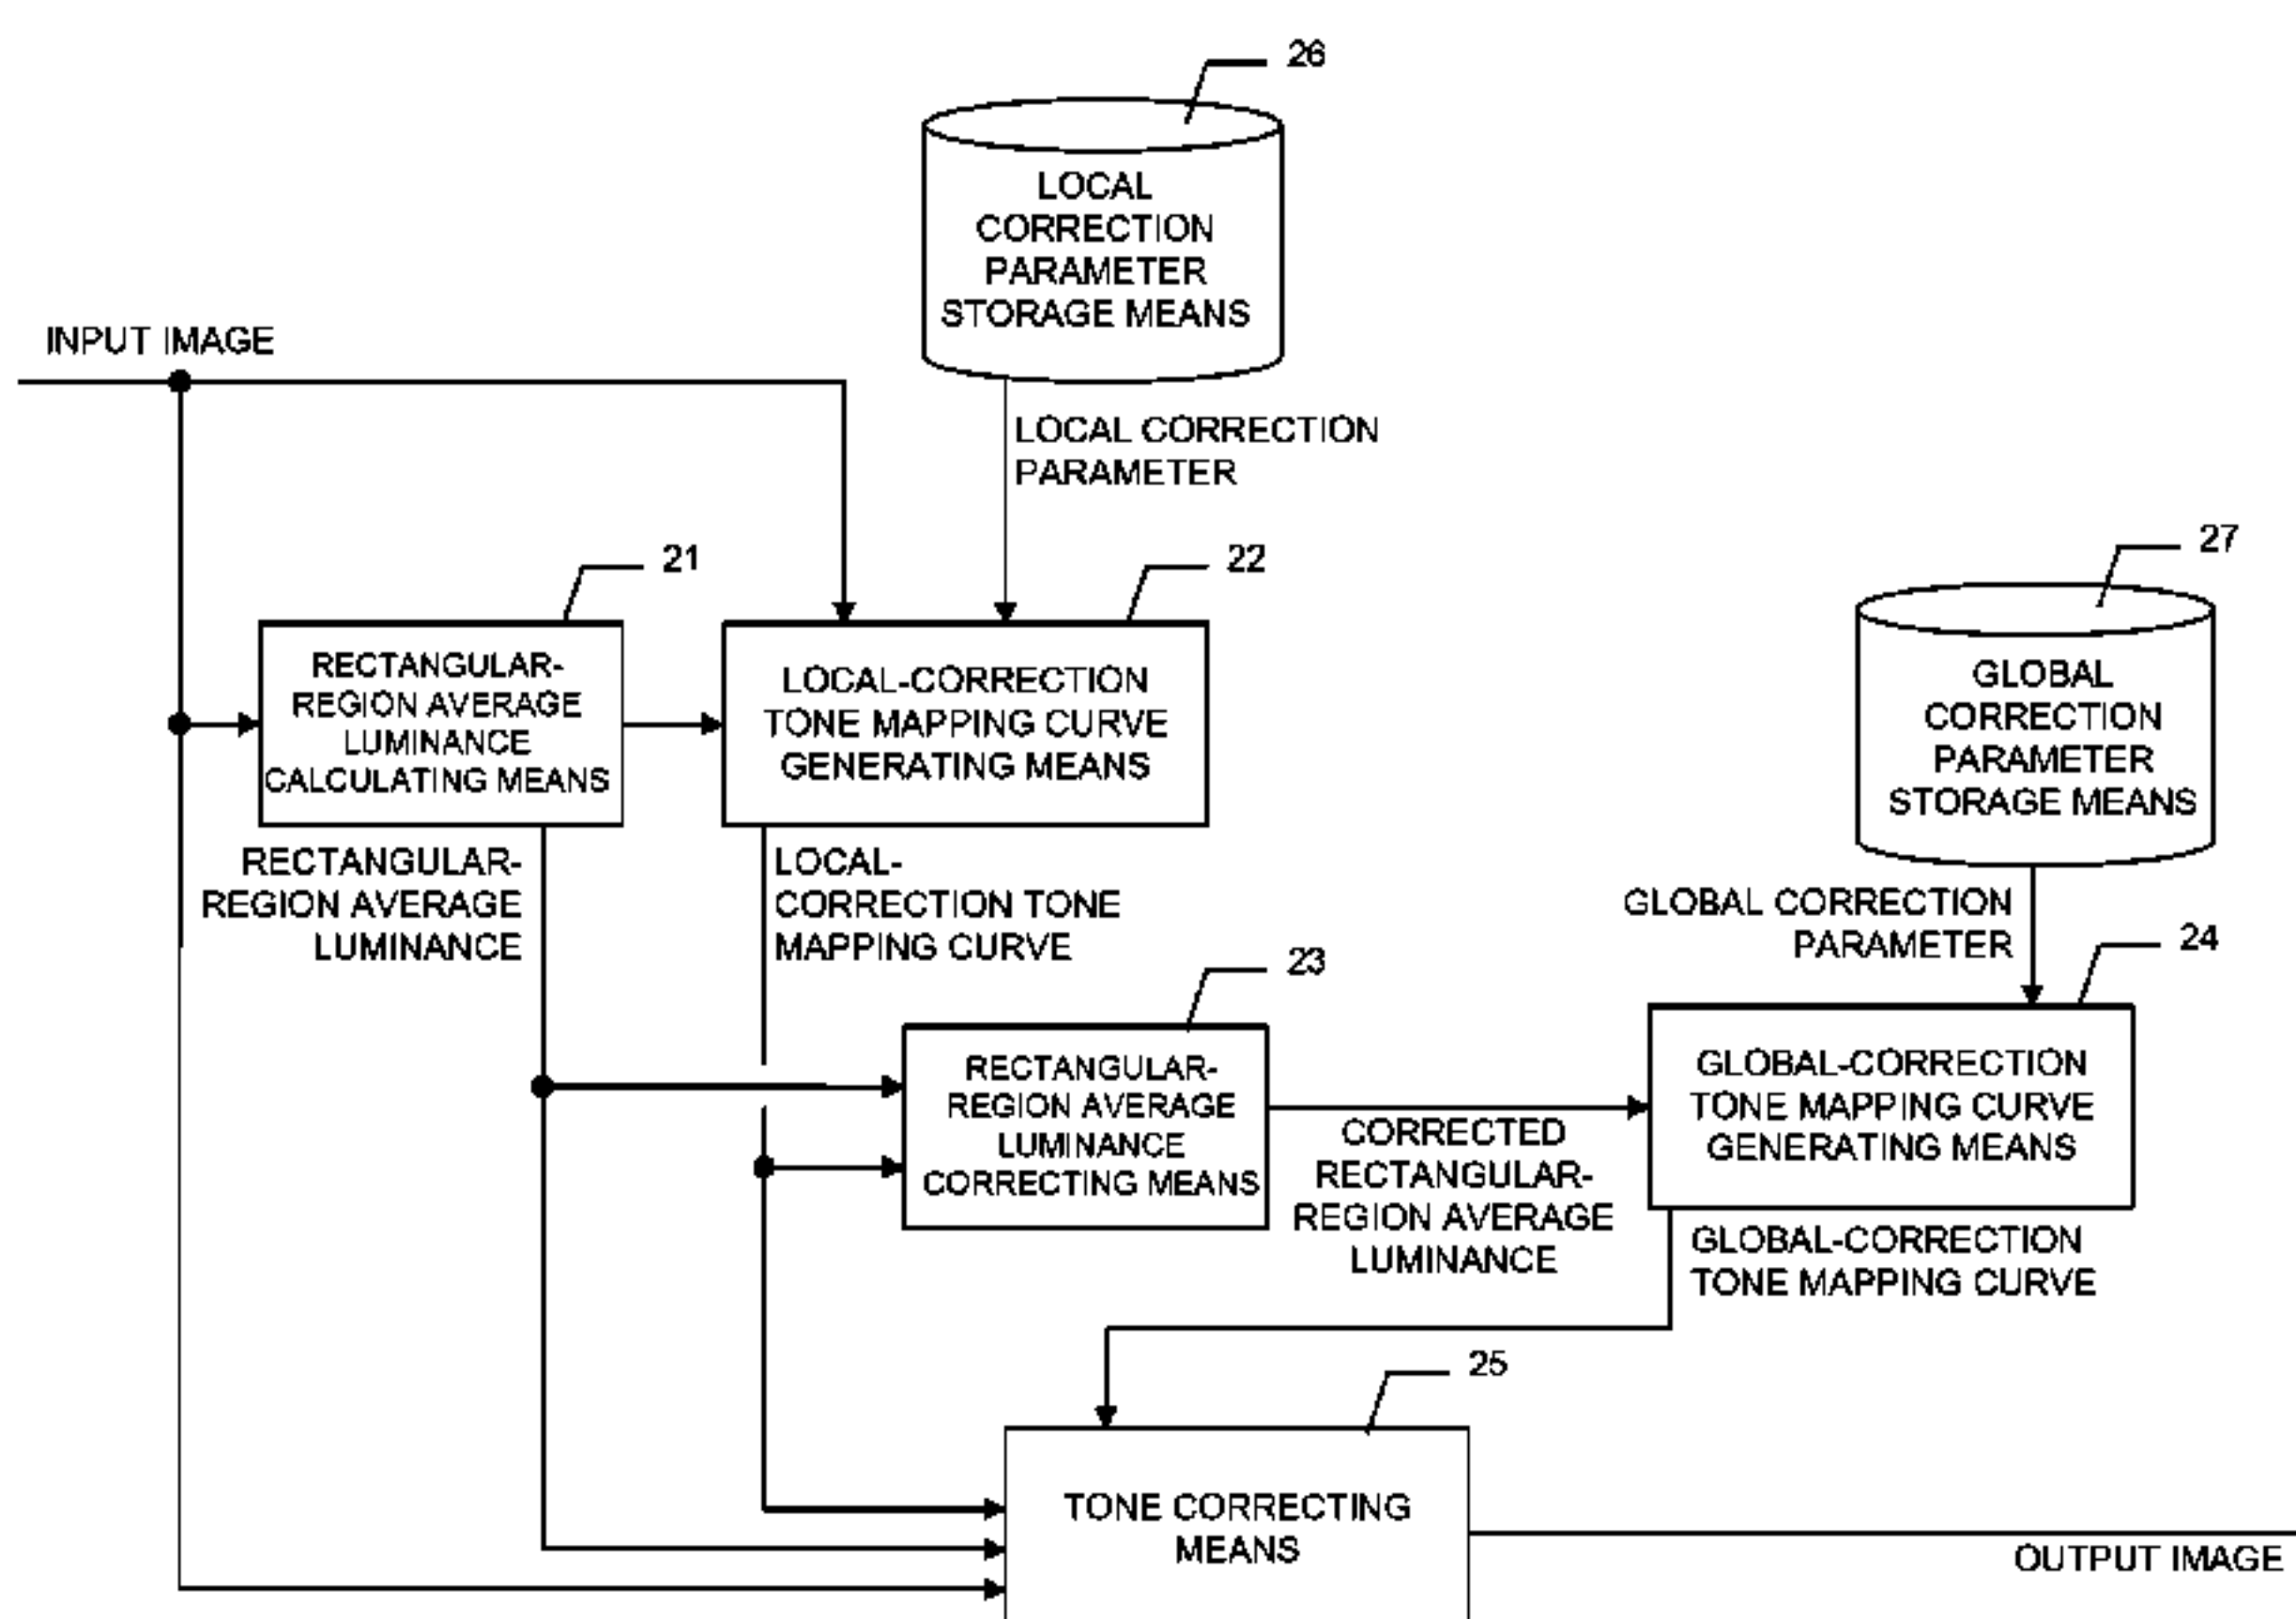 26
LOCAL
CORRECTION
PARAMETER
STORAGE MEANS
INPUT IMAGE
LOCAL CORRECTION
PARAMETER
21
22
27
RECTANGULAR-
REGION AVERAGE
LUMINANCE
CALCULATING MEANS
LOCAL-CORRECTION
TONE MAPPING CURVE
GENERATING MEANS
GLOBAL
CORRECTION
PARAMETER
STORAGE MEANS
RECTANGULAR-
REGION AVERAGE
LUMINANCE
LOCAL-
CORRECTION TONE
MAPPING CURVE
GLOBAL CORRECTION
PARAMETER
23
24
RECTANGULAR-
REGION AVERAGE
LUMINANCE
CORRECTING MEANS
CORRECTED
RECTANGULAR-
REGION AVERAGE
LUMINANCE
GLOBAL-CORRECTION
TONE MAPPING CURVE
GENERATING MEANS
GLOBAL-CORRECTION
TONE MAPPING CURVE
25
TONE CORRECTING
MEANS
OUTPUT IMAGE